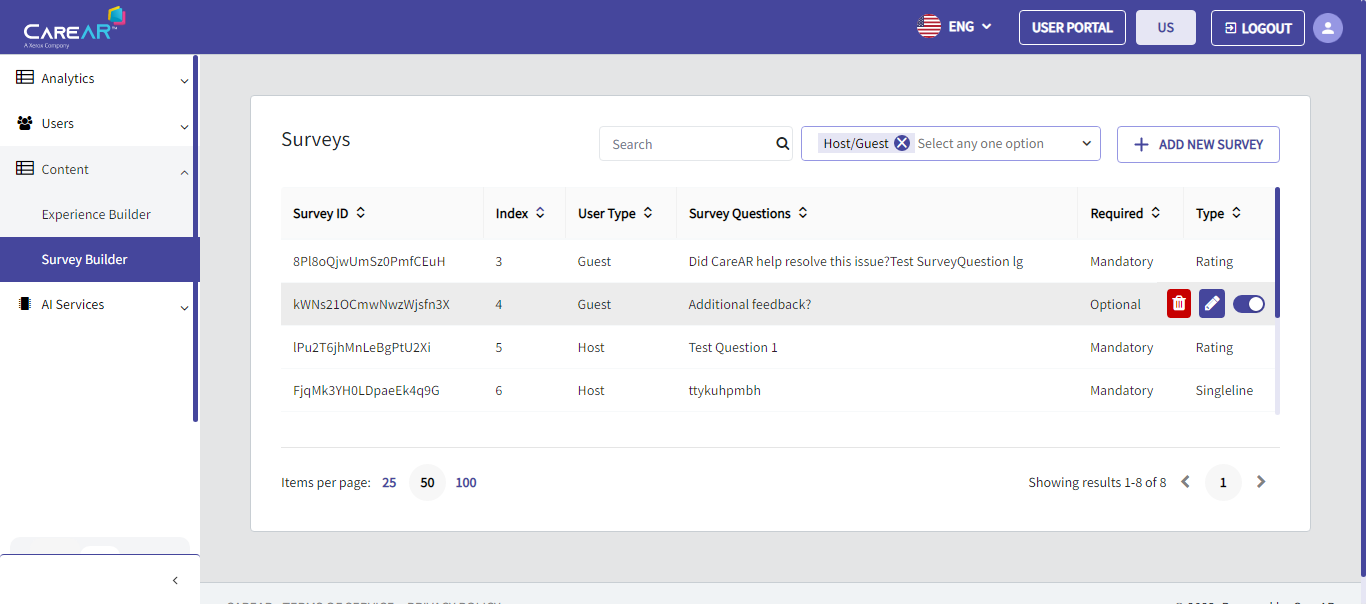 CAREAR™
A Xerox Company
ENG
USER PORTAL
US
LOGOUT
Analytics
Users
Content
Experience Builder
Survey Builder
AI Services
Surveys
Search
Host/Guest Select any one option
ADD NEW SURVEY
Survey ID Index User Type Survey Questions Required Type
8Pl8oQjwUmSz0PmfCEuH 3 Guest Did CareAR help resolve this issue?Test SurveyQuestion lg Mandatory Rating
kWNs21OCmwNwzWjsfn3X 4 Guest Additional feedback? Optional
lPu2T6jhMnLeBgPtU2Xi 5 Host Test Question 1 Mandatory Rating
FjqMk3YH0LDpaeEk4q9G 6 Host ttykuhpmbh Mandatory Singleline
Items per page: 25 50 100
Showing results 1-8 of 8 1